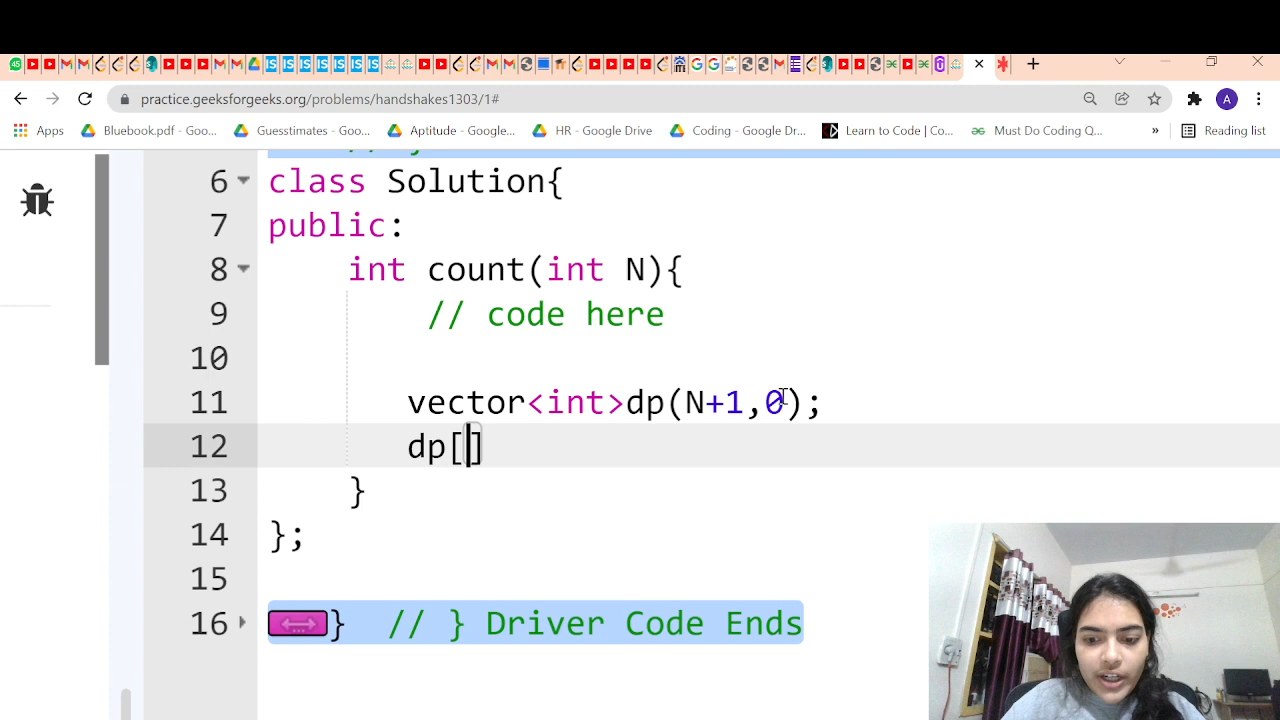 45
practice.geeksforgeeks.org/problems/handshakes1303/1#
A
Apps
Bluebook.pdf - Goo...
Guesstimates - Goo...
Aptitude - Google...
HR - Google Drive
Coding - Google Dr...
Learn to Code | Co...
Must Do Coding Q...
»
Reading list
6 class Solution{
7 public:
8 int count(int N){
9 // code here
10
11 vector<int>dp(N+1,0);
12 dp[]
13 }
14 };
15
16 } // } Driver Code Ends